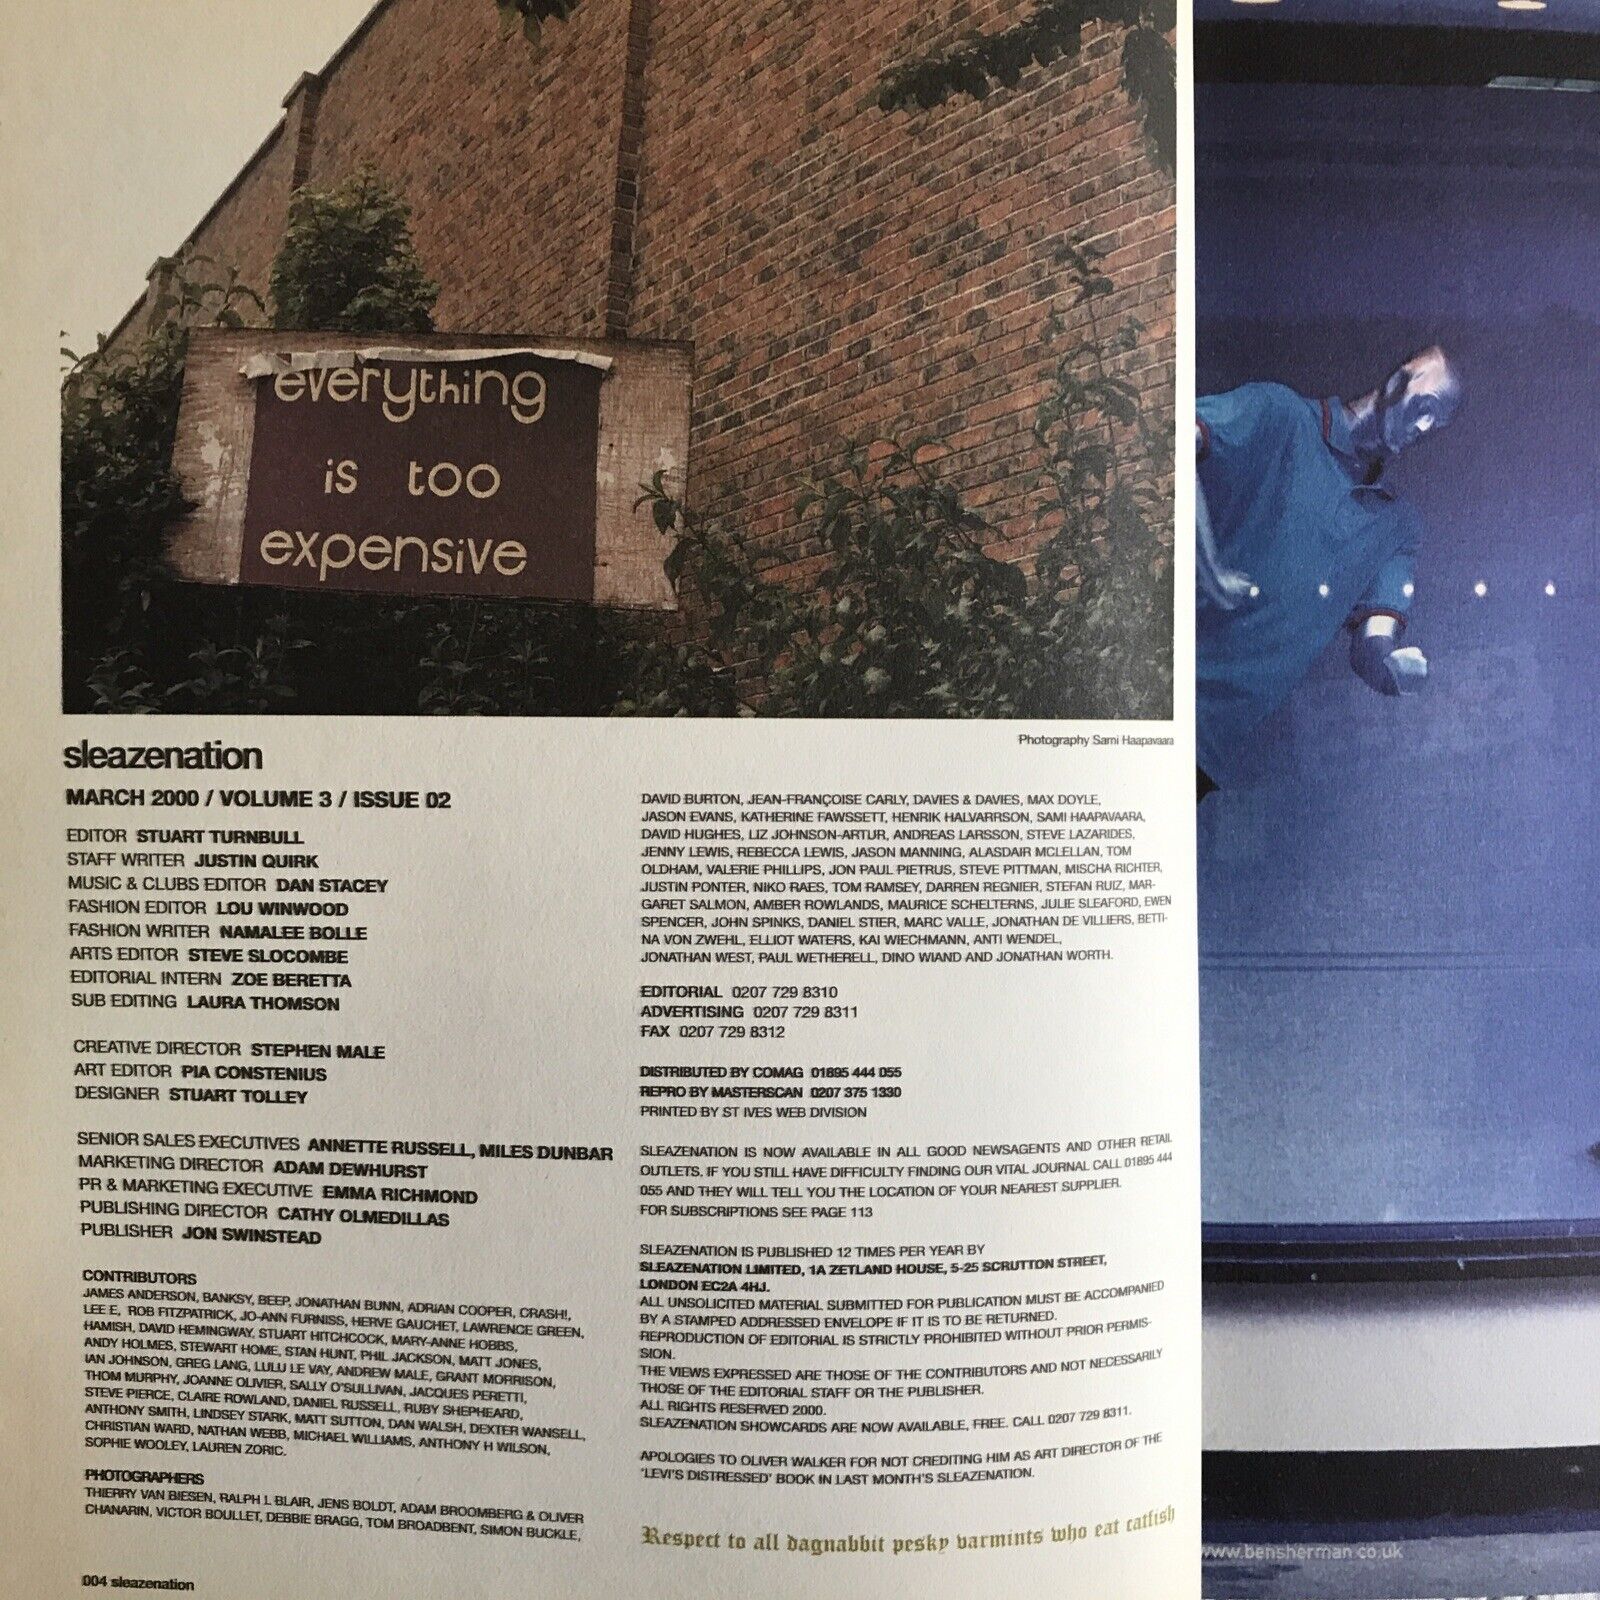 everything
is too
expensive
Photography Sami Haapavaara
sleazenation
MARCH 2000 / VOLUME 3 / ISSUE 02
EDITOR STUART TURNBULL
STAFF WRITER JUSTIN QUIRK
MUSIC & CLUBS EDITOR DAN STACEY
FASHION EDITOR LOU WINWOOD
FASHION WRITER NAMALEE BOLLE
ARTS EDITOR STEVE SLOCOMBE
EDITORIAL INTERN ZOE BERETTA
SUB EDITING LAURA THOMSON
CREATIVE DIRECTOR STEPHEN MALE
ART EDITOR PIA CONSTENIUS
DESIGNER STUART TOLLEY
SENIOR SALES EXECUTIVES ANNETTE RUSSELL, MILES DUNBAR
MARKETING DIRECTOR ADAM DEWHURST
PR & MARKETING EXECUTIVE EMMA RICHMOND
PUBLISHING DIRECTOR CATHY OLMEDILLAS
PUBLISHER JON SWINSTEAD
CONTRIBUTORS
JAMES ANDERSON, BANKSY, BEEP, JONATHAN BUNN, ADRIAN COOPER, CRASH!,
LEE E, ROB FITZPATRICK, JO-ANN FURNISS, HERVE GAUCHET, LAWRENCE GREEN,
HAMISH, DAVID HEMINGWAY, STUART HITCHCOCK, MARY-ANNE HOBBS,
ANDY HOLMES, STEWART HOME, STAN HUNT, PHIL JACKSON, MATT JONES,
IAN JOHNSON, GREG LANG, LULU LE VAY, ANDREW MALE, GRANT MORRISON,
THOM MURPHY, JOANNE OLIVIER, SALLY O'SULLIVAN, JACQUES PERETTI,
STEVE PIERCE, CLAIRE ROWLAND, DANIEL RUSSELL, RUBY SHEPHEARD,
ANTHONY SMITH, LINDSEY STARK, MATT SUTTON, DAN WALSH, DEXTER WANSELL,
CHRISTIAN WARD, NATHAN WEBB, MICHAEL WILLIAMS, ANTHONY H WILSON,
SOPHIE WOOLEY, LAUREN ZORIC.
PHOTOGRAPHERS
THIERRY VAN BIESEN, RALPH L BLAIR, JENS BOLDT, ADAM BROOMBERG & OLIVER
CHANARIN, VICTOR BOULLET, DEBBIE BRAGG, TOM BROADBENT, SIMON BUCKLE,
DAVID BURTON, JEAN-FRANÇOISE CARLY, DAVIES & DAVIES, MAX DOYLE,
JASON EVANS, KATHERINE FAWSSETT, HENRIK HALVARRSON, SAMI HAAPAVAARA,
DAVID HUGHES, LIZ JOHNSON-ARTUR, ANDREAS LARSSON, STEVE LAZARIDES,
JENNY LEWIS, REBECCA LEWIS, JASON MANNING, ALASDAIR MCLELLAN, TOM
OLDHAM, VALERIE PHILLIPS, JON PAUL PIETRUS, STEVE PITTMAN, MISCHA RICHTER,
JUSTIN PONTER, NIKO RAES, TOM RAMSEY, DARREN REGNIER, STEFAN RUIZ, MAR-
GARET SALMON, AMBER ROWLANDS, MAURICE SCHELTERNS, JULIE SLEAFORD, EWEN
SPENCER, JOHN SPINKS, DANIEL STIER, MARC VALLE, JONATHAN DE VILLIERS, BETTI-
NA VON ZWEHL, ELLIOT WATERS, KAI WIECHMANN, ANTI WENDEL,
JONATHAN WEST, PAUL WETHERELL, DINO WIAND AND JONATHAN WORTH.
EDITORIAL 0207 729 8310
ADVERTISING 0207 729 8311
FAX 0207 729 8312
DISTRIBUTED BY COMAG 01895 444 055
REPRO BY MASTERSCAN 0207 375 1330
PRINTED BY ST IVES WEB DIVISION
SLEAZENATION IS NOW AVAILABLE IN ALL GOOD NEWSAGENTS AND OTHER RETAIL
OUTLETS, IF YOU STILL HAVE DIFFICULTY FINDING OUR VITAL JOURNAL CALL 01895 444
055 AND THEY WILL TELL YOU THE LOCATION OF YOUR NEAREST SUPPLIER.
FOR SUBSCRIPTIONS SEE PAGE 113
SLEAZENATION IS PUBLISHED 12 TIMES PER YEAR BY
SLEAZENATION LIMITED, 1A ZETLAND HOUSE, 5-25 SCRUTTON STREET,
LONDON EC2A 4HJ.
ALL UNSOLICITED MATERIAL SUBMITTED FOR PUBLICATION MUST BE ACCOMPANIED
BY A STAMPED ADDRESSED ENVELOPE IF IT IS TO BE RETURNED.
REPRODUCTION OF EDITORIAL IS STRICTLY PROHIBITED WITHOUT PRIOR PERMIS-
SION.
THE VIEWS EXPRESSED ARE THOSE OF THE CONTRIBUTORS AND NOT NECESSARILY
THOSE OF THE EDITORIAL STAFF OR THE PUBLISHER.
ALL RIGHTS RESERVED 2000.
SLEAZENATION SHOWCARDS ARE NOW AVAILABLE, FREE. CALL 0207 729 8311.
APOLOGIES TO OLIVER WALKER FOR NOT CREDITING HIM AS ART DIRECTOR OF THE
'LEVI'S DISTRESSED' BOOK IN LAST MONTH'S SLEAZENATION.
Respect to all dagnabbit pesky varmints who eat catfish
004 sleazenation
www.bensherman.co.uk